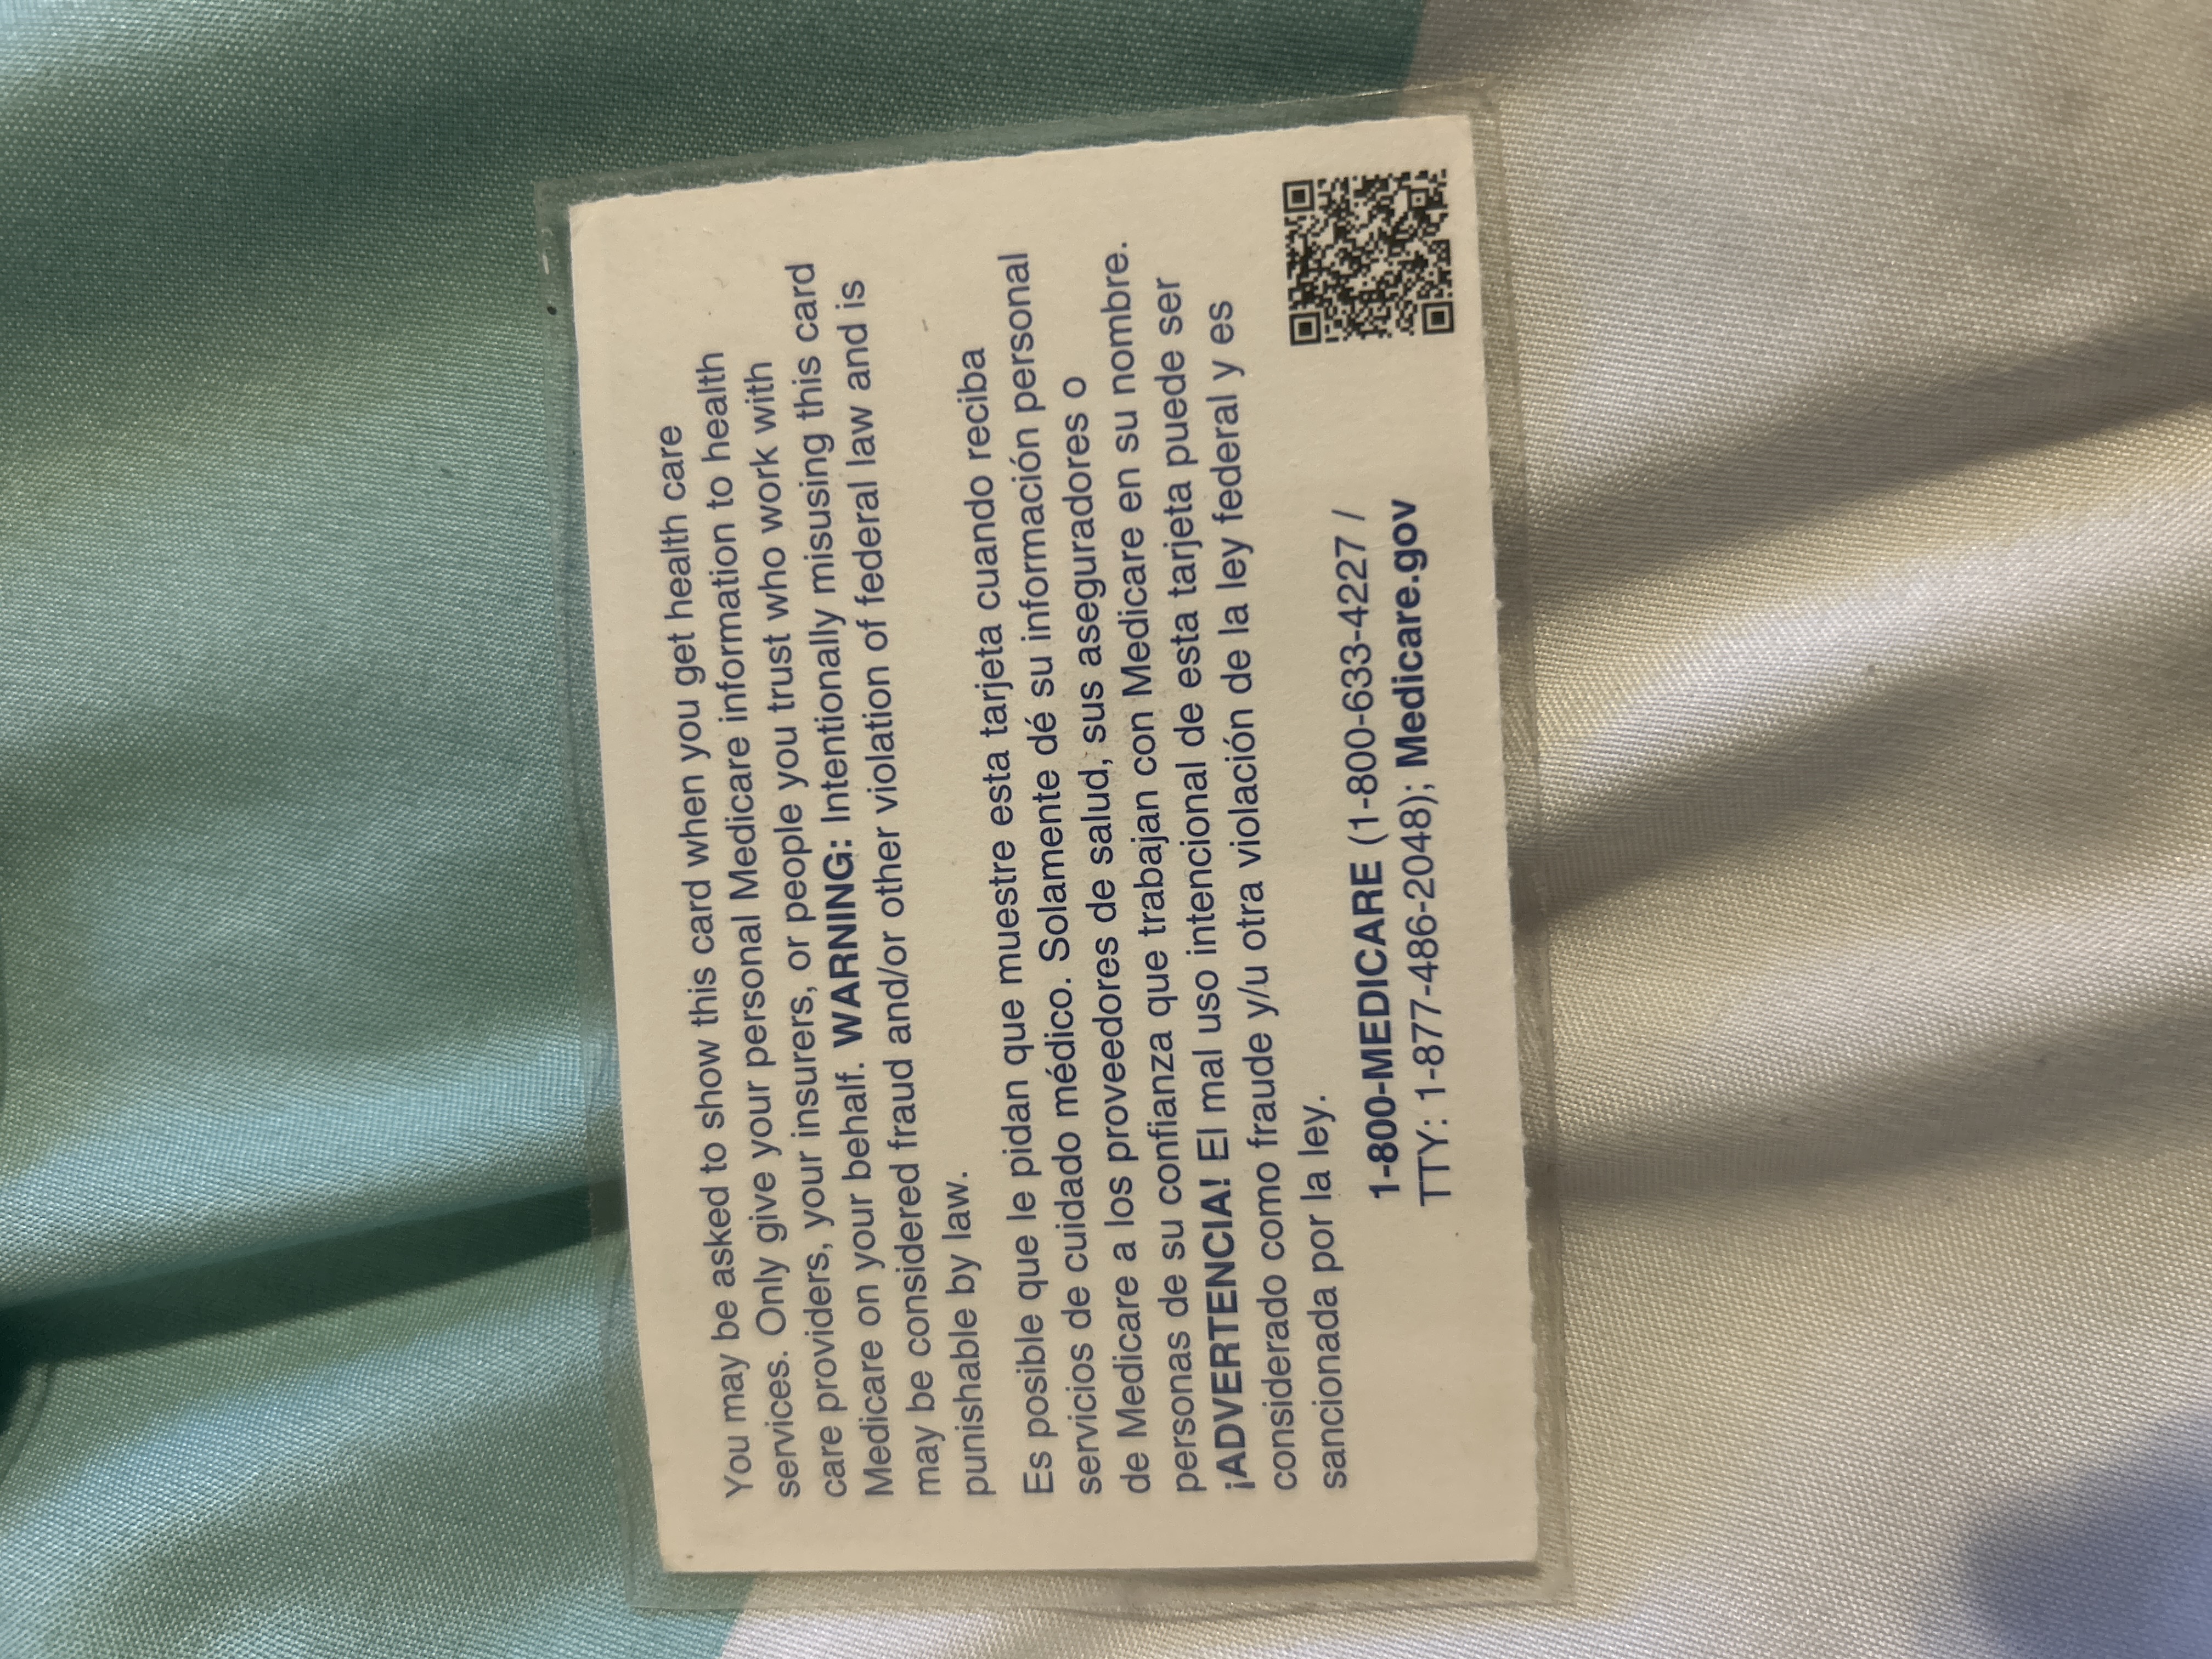 You may be asked to show this card when you get health care
services. Only give your personal Medicare information to health
care providers, your insurers, or people you trust who work with
Medicare on your behalf. WARNING: Intentionally misusing this card
may be considered fraud and/or other violation of federal law and is
punishable by law.
Es posible que le pidan que muestre esta tarjeta cuando reciba
servicios de cuidado médico. Solamente dé su información personal
de Medicare a los proveedores de salud, sus aseguradores o
personas de su confianza que trabajan con Medicare en su nombre.
¡ADVERTENCIA! El mal uso intencional de esta tarjeta puede ser
considerado como fraude y/u otra violación de la ley federal y es
sancionada por la ley.
1-800-MEDICARE (1-800-633-4227 /
TTY: 1-877-486-2048); Medicare.gov